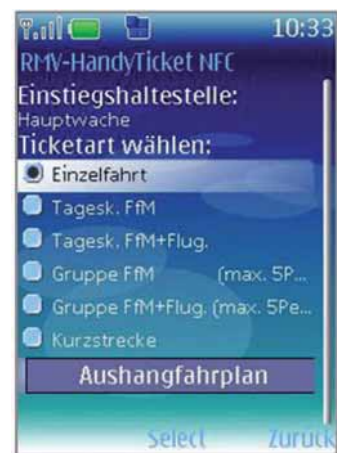 10:33
RMV-HandyTicket NFC
Einstiegshaltestelle:
Hauptwache
Ticketart wählen:
Einzelfahrt
Tagesk. FfM
Tagesk. FfM+Flug.
Gruppe FfM (max. 5P...
Gruppe FfM+Flug. (max. 5Pe...
Kurzstrecke
Aushangfahrplan
Select Zurück